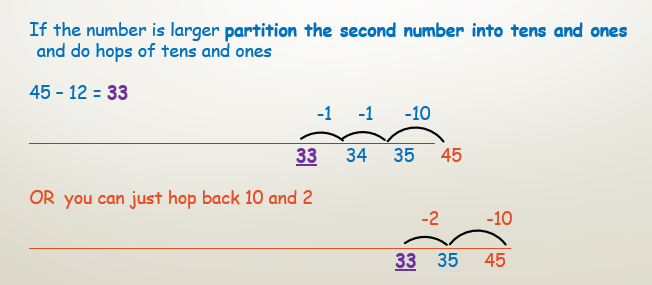 If the number is larger partition the second number into tens and ones
and do hops of tens and ones
45 – 12 = 33
-1 -1 -10
33 34 35 45
OR you can just hop back 10 and 2
-2 -10
33 35 45